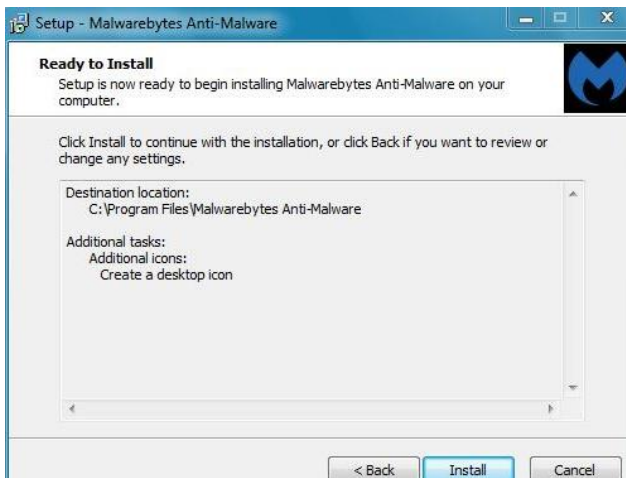 Setup - Malwarebytes Anti-Malware
Ready to Install
Setup is now ready to begin installing Malwarebytes Anti-Malware on your
computer.
Click Install to continue with the installation, or click Back if you want to review or
change any settings.
Destination location:
C:\Program Files\Malwarebytes Anti-Malware
Additional tasks:
Additional icons:
Create a desktop icon
< Back Install Cancel